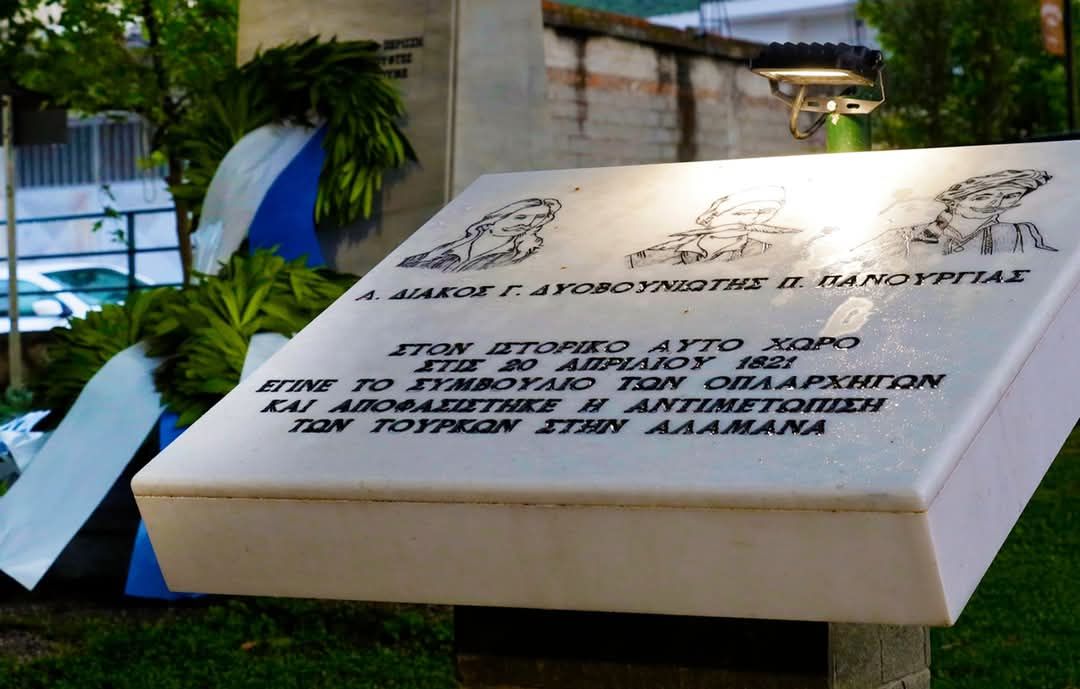 Α. ΔΙΑΚΟΣ Γ. ΔΥΟΒΟΥΝΙΩΤΗΣ Π. ΠΑΝΟΥΡΓΙΑΣ
ΣΤΟΝ ΙΣΤΟΡΙΚΟ ΑΥΤΟ ΧΩΡΟ
ΣΤΙΣ 20 ΑΠΡΙΛΙΟΥ 1821
ΕΓΙΝΕ ΤΟ ΣΥΜΒΟΥΛΙΟ ΤΩΝ ΟΠΛΑΡΧΗΓΩΝ
ΚΑΙ ΑΠΟΦΑΣΙΣΤΗΚΕ Η ΑΝΤΙΜΕΤΩΠΙΣΗ
ΤΩΝ ΤΟΥΡΚΩΝ ΣΤΗΝ ΑΛΑΜΑΝΑ